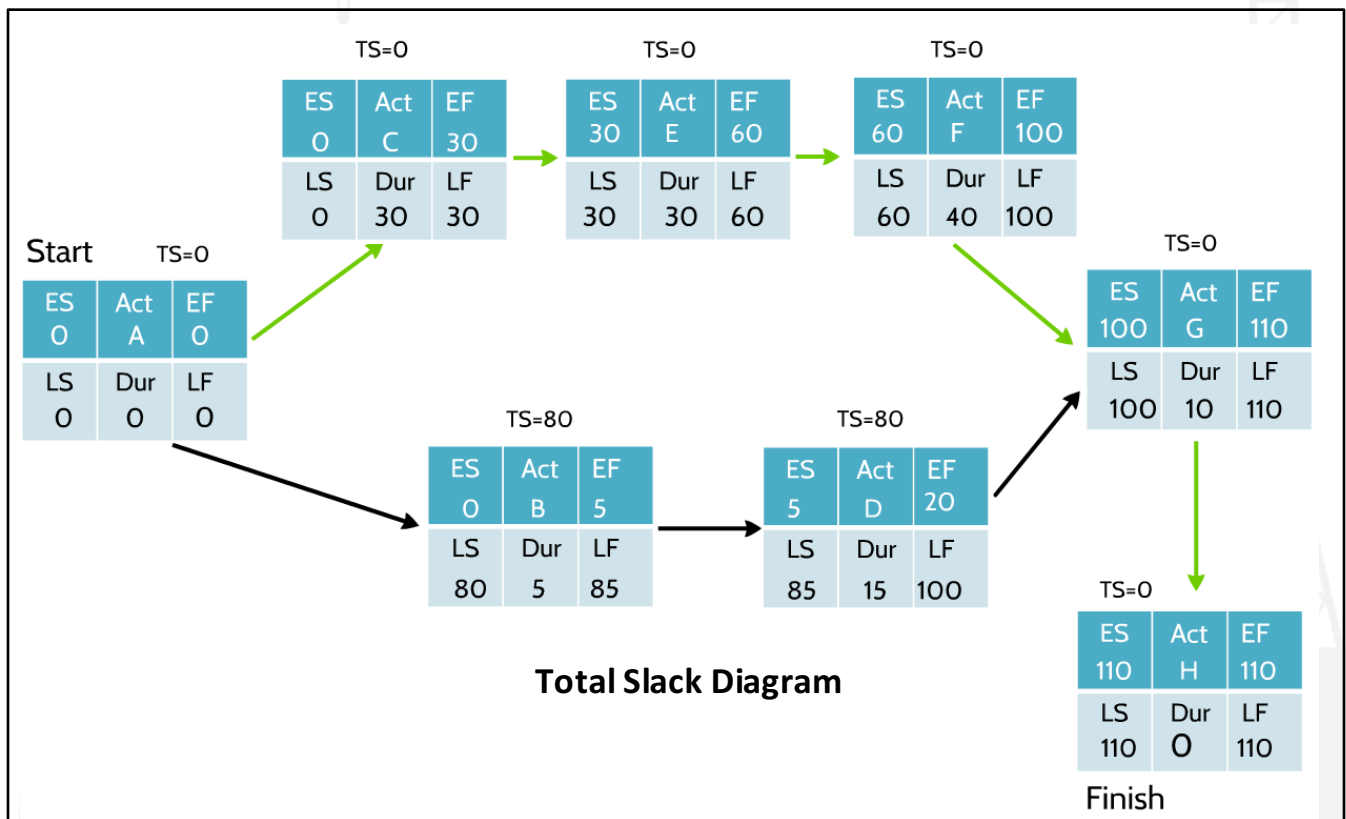 TS=0
ES Act EF
0 C 30
LS Dur LF
0 30 30
TS=0
ES Act EF
30 E 60
LS Dur LF
30 30 60
TS=0
ES Act EF
60 F 100
LS Dur LF
60 40 100
Start
TS=0
ES Act EF
0 A 0
LS Dur LF
0 0 0
TS=0
ES Act EF
100 G 110
LS Dur LF
100 10 110
TS=80
ES Act EF
0 B 5
LS Dur LF
80 5 85
TS=80
ES Act EF
5 D 20
LS Dur LF
85 15 100
TS=0
ES Act EF
110 H 110
LS Dur LF
110 0 110
Finish
Total Slack Diagram